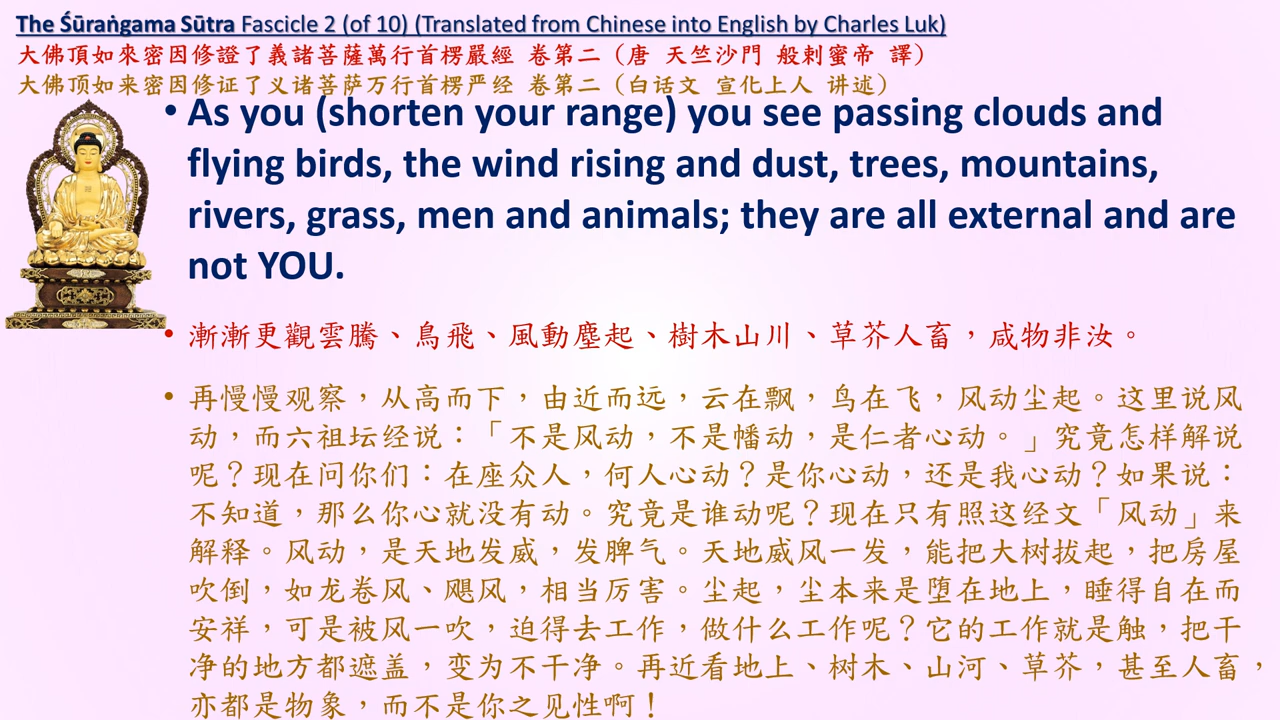 The Śūraṅgama Sūtra Fascicle 2 (of 10) (Translated from Chinese into English by Charles Luk)
大佛頂如來密因修證了義諸菩薩萬行首楞嚴經 卷第二（唐 天竺沙門 般剌蜜帝 譯）
大佛顶如来密因修证了义诸菩萨万行首楞严经 卷第二（白话文 宣化上人 讲述）
• As you (shorten your range) you see passing clouds and
flying birds, the wind rising and dust, trees, mountains,
rivers, grass, men and animals; they are all external and are
not YOU.
• 漸漸更觀雲騰、鳥飛、風動塵起、樹木山川、草芥人畜，咸物非汝。
• 再慢慢观察，从高而下，由近而远，云在飘，鸟在飞，风动尘起。这里说风
动，而六祖坛经说：「不是风动，不是幡动，是仁者心动。」究竟怎样解说
呢？现在问你们：在座众人，何人心动？是你心动，还是我心动？如果说：
不知道，那么你心就没有动。究竟是谁动呢？现在只有照这经文「风动」来
解释。风动，是天地发威，发脾气。天地威风一发，能把大树拔起，把房屋
吹倒，如龙卷风、飓风，相当厉害。尘起，尘本来是堕在地上，睡得自在而
安祥，可是被风一吹，迫得去工作，做什么工作呢？它的工作就是触，把干
净的地方都遮盖，变为不干净。再近看地上、树木、山河、草芥，甚至人畜，
亦都是物象，而不是你之见性啊！